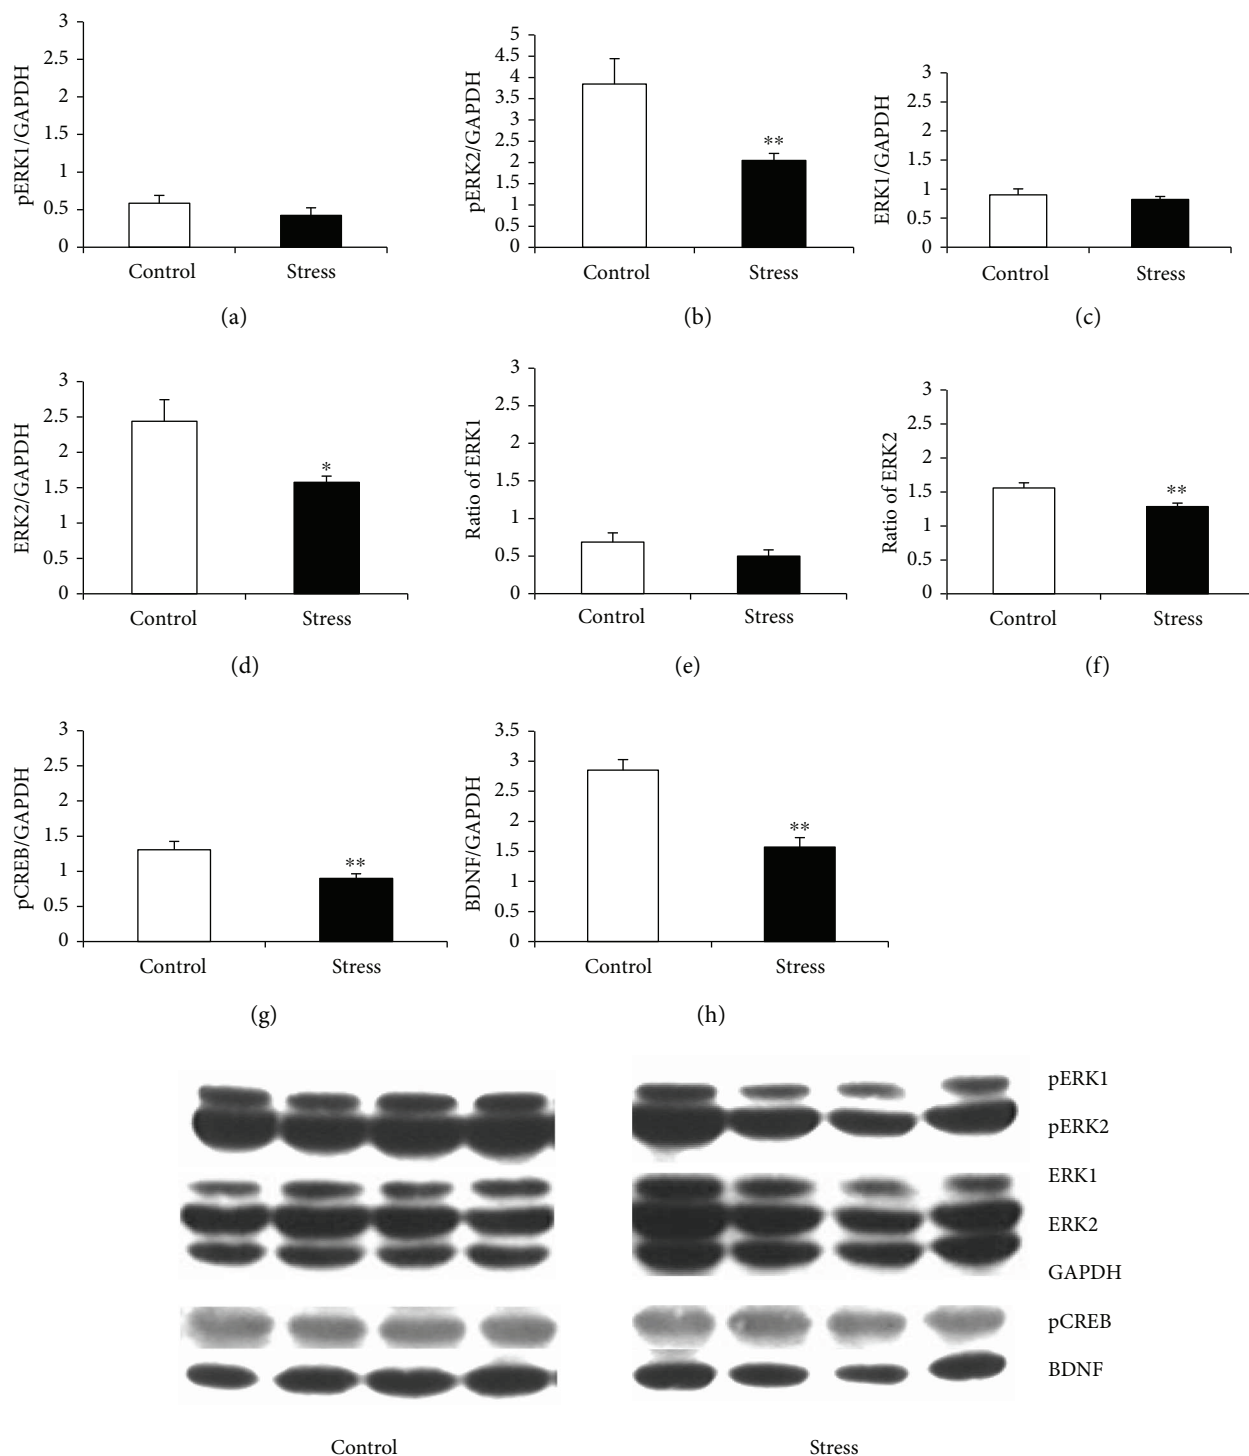 pERK1/GAPDH
3
2.5
2
1.5
1
0.5
0
Control Stress
(a)
pERK2/GAPDH
5
4.5
4
3.5
3
2.5
2
1.5
1
0.5
0
**
Control Stress
(b)
ERK1/GAPDH
3
2.5
2
1.5
1
0.5
0
Control Stress
(c)
ERK2/GAPDH
3
2.5
2
1.5
1
0.5
0
*
Control Stress
(d)
Ratio of ERK1
3
2.5
2
1.5
1
0.5
0
Control Stress
(e)
Ratio of ERK2
3
2.5
2
1.5
1
0.5
0
**
Control Stress
(f)
pCREB/GAPDH
3
2.5
2
1.5
1
0.5
0
**
Control Stress
(g)
BDNF/GAPDH
3.5
3
2.5
2
1.5
1
0.5
0
**
Control Stress
(h)
pERK1
pERK2
ERK1
ERK2
GAPDH
pCREB
BDNF
Control Stress